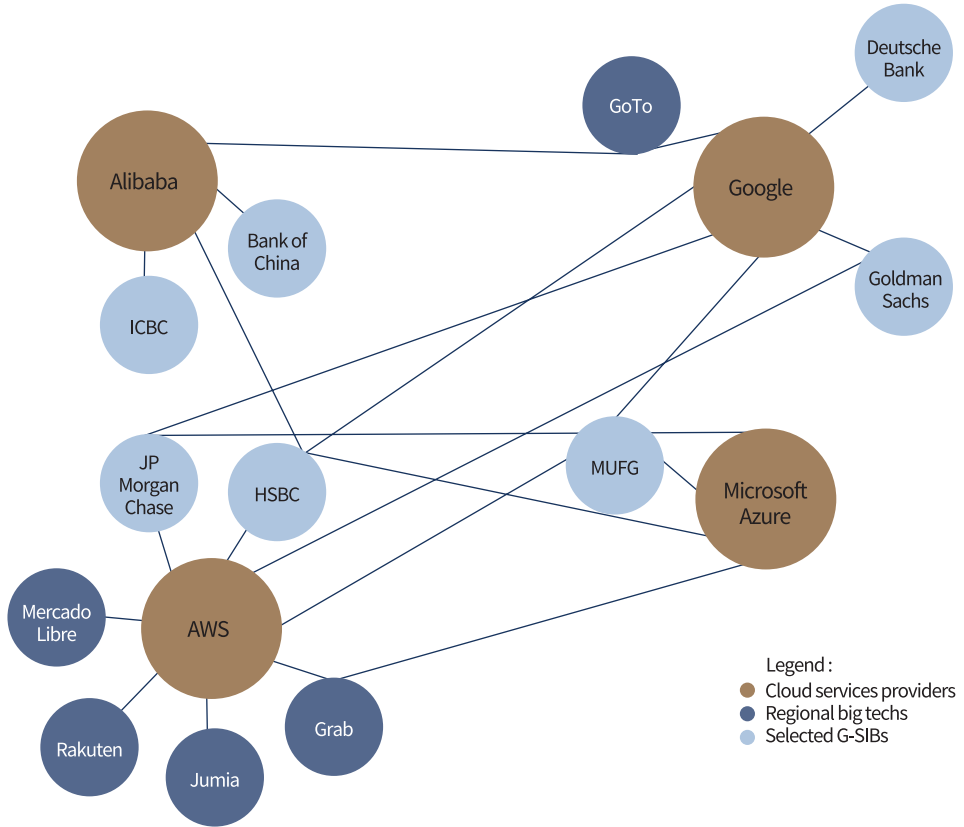 Deutsche
Bank
GoTo
Alibaba
Google
Bank of
China
Goldman
Sachs
ICBC
JP
Morgan
Chase
HSBC
MUFG
Microsoft
Azure
Mercado
Libre
AWS
Rakuten
Jumia
Grab
Legend :
Cloud services providers
Regional big techs
Selected G-SIBs